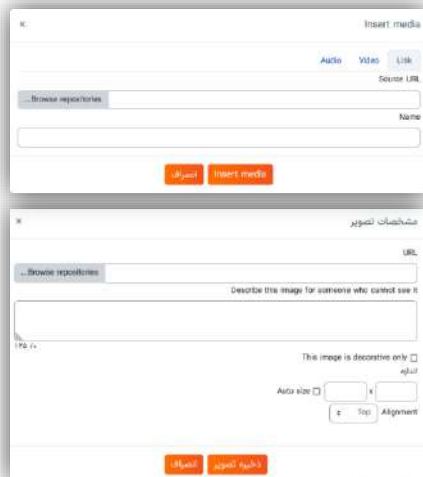 Insert media ×
Link Video Audio
Source URL
Browse repositories...
Name
Insert media انصراف
مشخصات تصویر ×
URL
Browse repositories...
Describe this image for someone who cannot see it
This image is decorative only
اندازه
x Auto size
Alignment Top
ذخیره تصویر انصراف